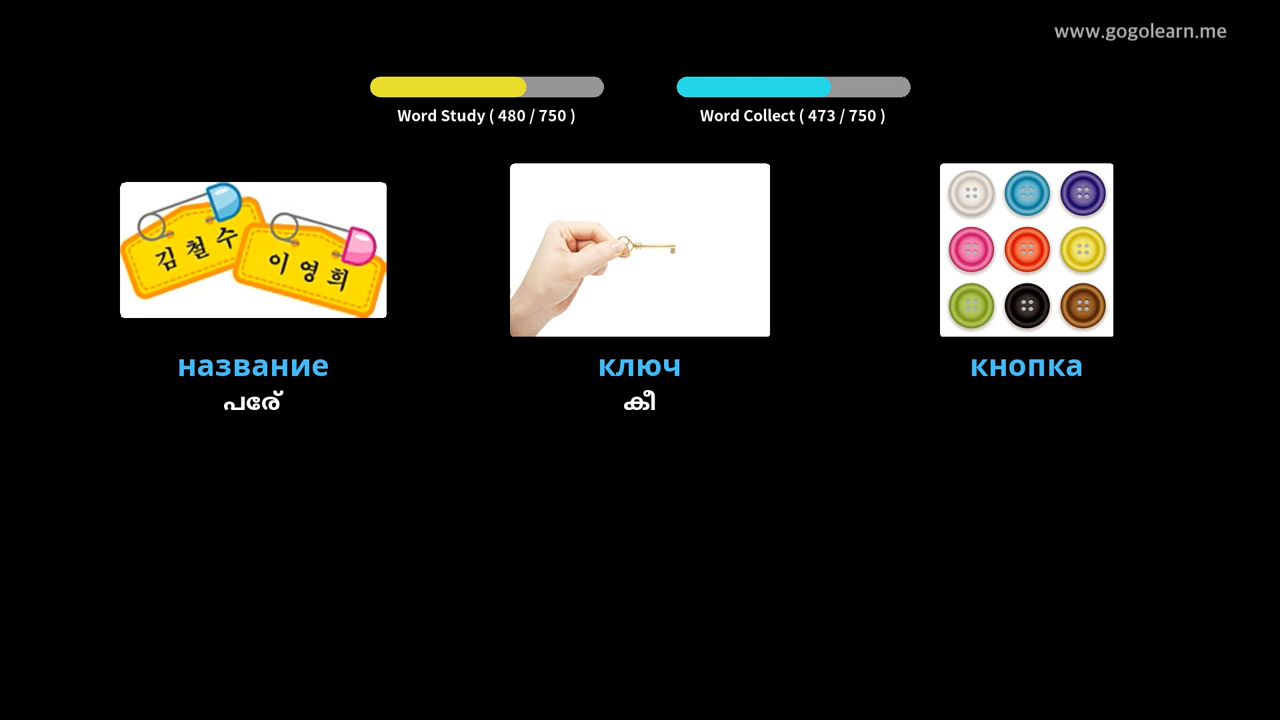 www.gogolearn.me
Word Study ( 480 / 750 )
Word Collect ( 473 / 750 )
김철수
이영희
название
ключ
кнопка
പേര്
കീ